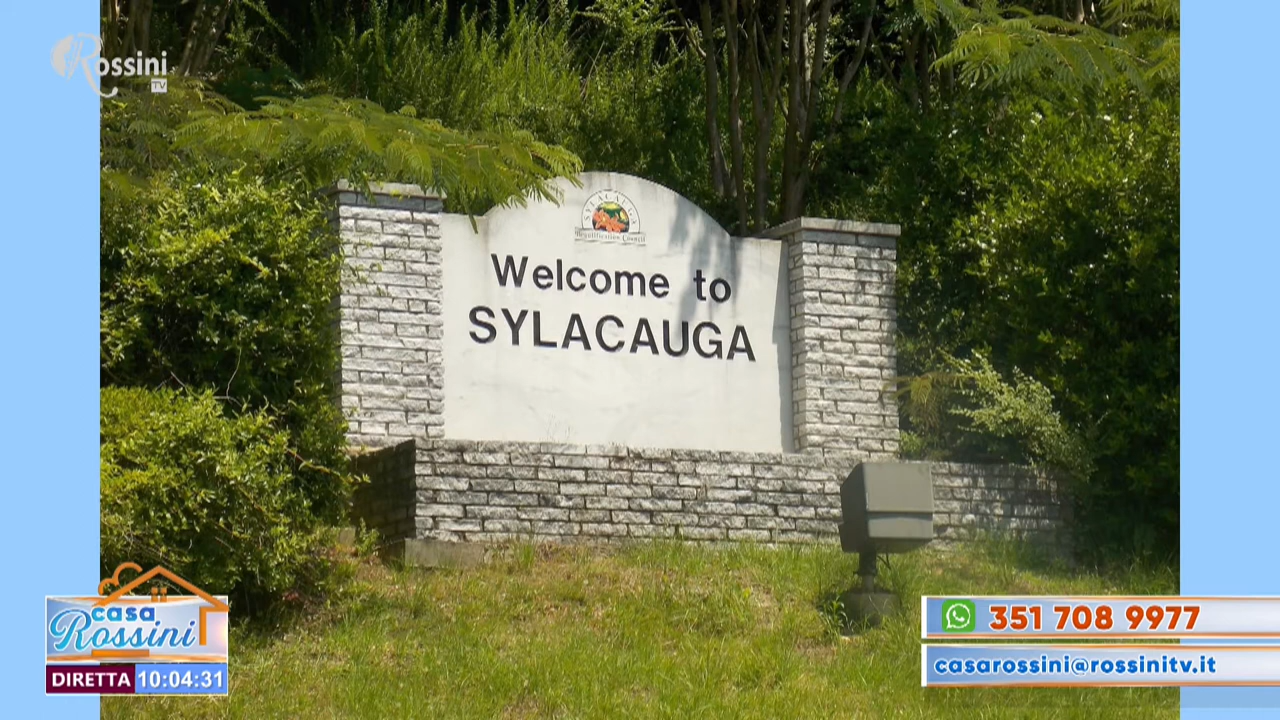 Rossini
TV
SYLACAUGA
Beautification Council
Welcome to
SYLACAUGA
casa
Rossini
DIRETTA 10:04:31
351 708 9977
casarossini@rossinitv.it